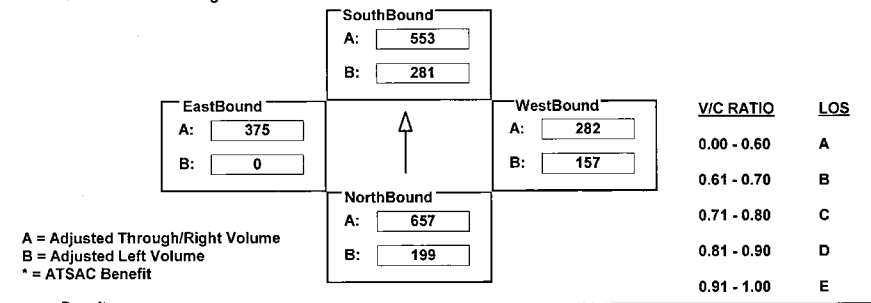 SouthBound
A: 553
B: 281
EastBound
A: 375
B: 0
WestBound
A: 282
B: 157
NorthBound
A: 657
B: 199
A = Adjusted Through/Right Volume
B = Adjusted Left Volume
* = ATSAC Benefit
V/C RATIO LOS
0.00 - 0.60 A
0.61 - 0.70 B
0.71 - 0.80 C
0.81 - 0.90 D
0.91 - 1.00 E